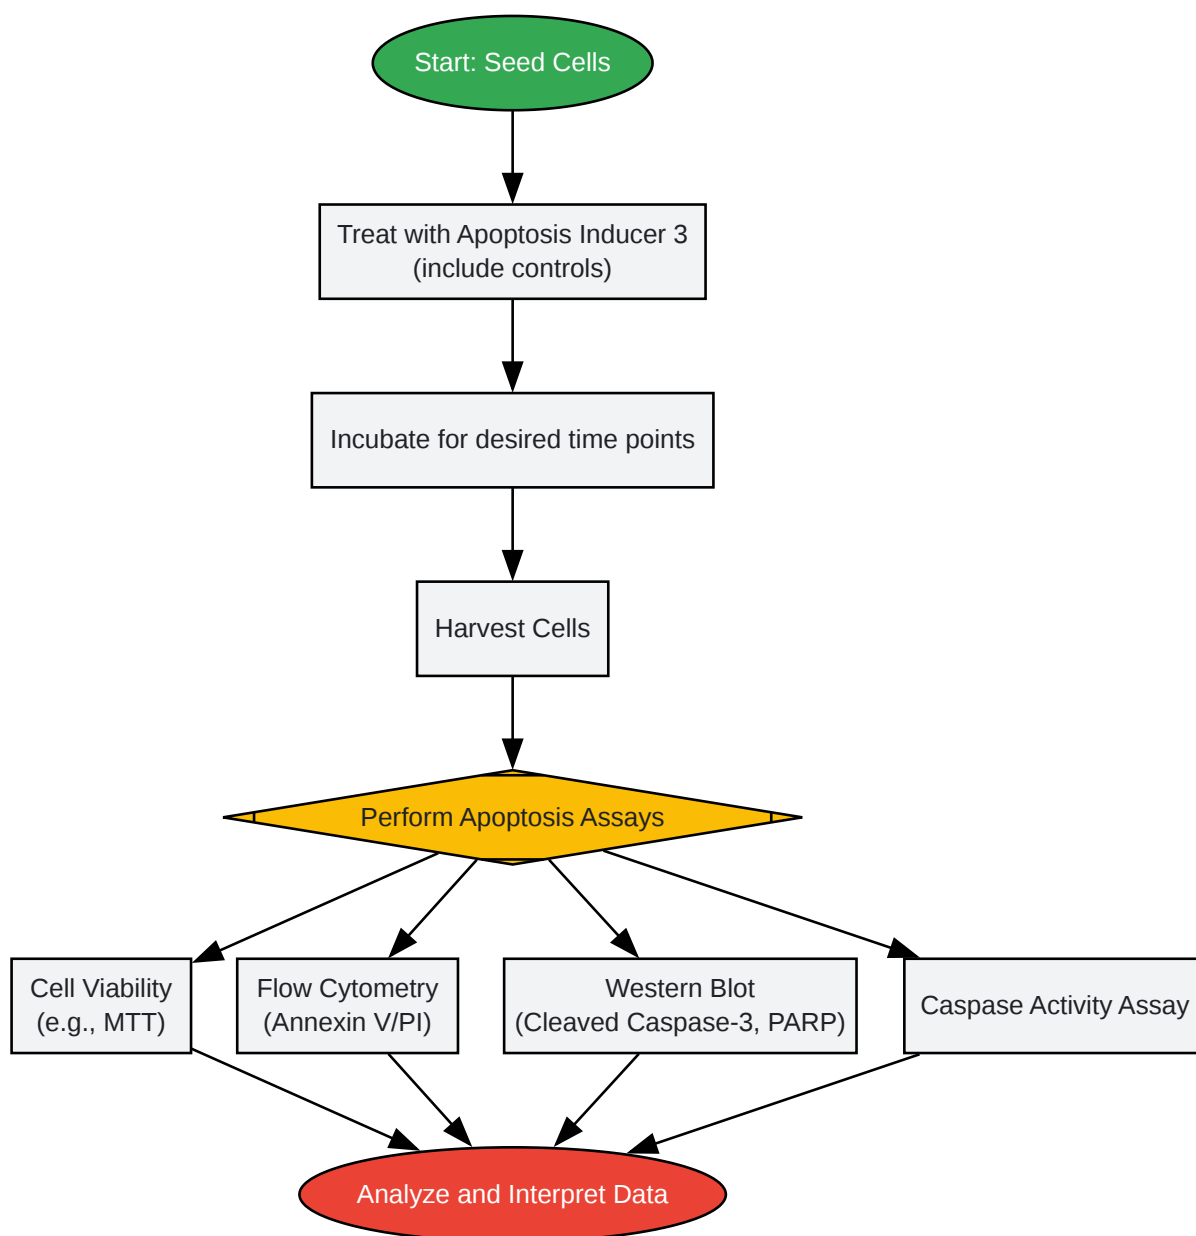 Start: Seed Cells
Treat with Apoptosis Inducer 3
(include controls)
Incubate for desired time points
Harvest Cells
Perform Apoptosis Assays
Cell Viability
(e.g., MTT)
Flow Cytometry
(Annexin V/PI)
Western Blot
(Cleaved Caspase-3, PARP)
Caspase Activity Assay
Analyze and Interpret Data